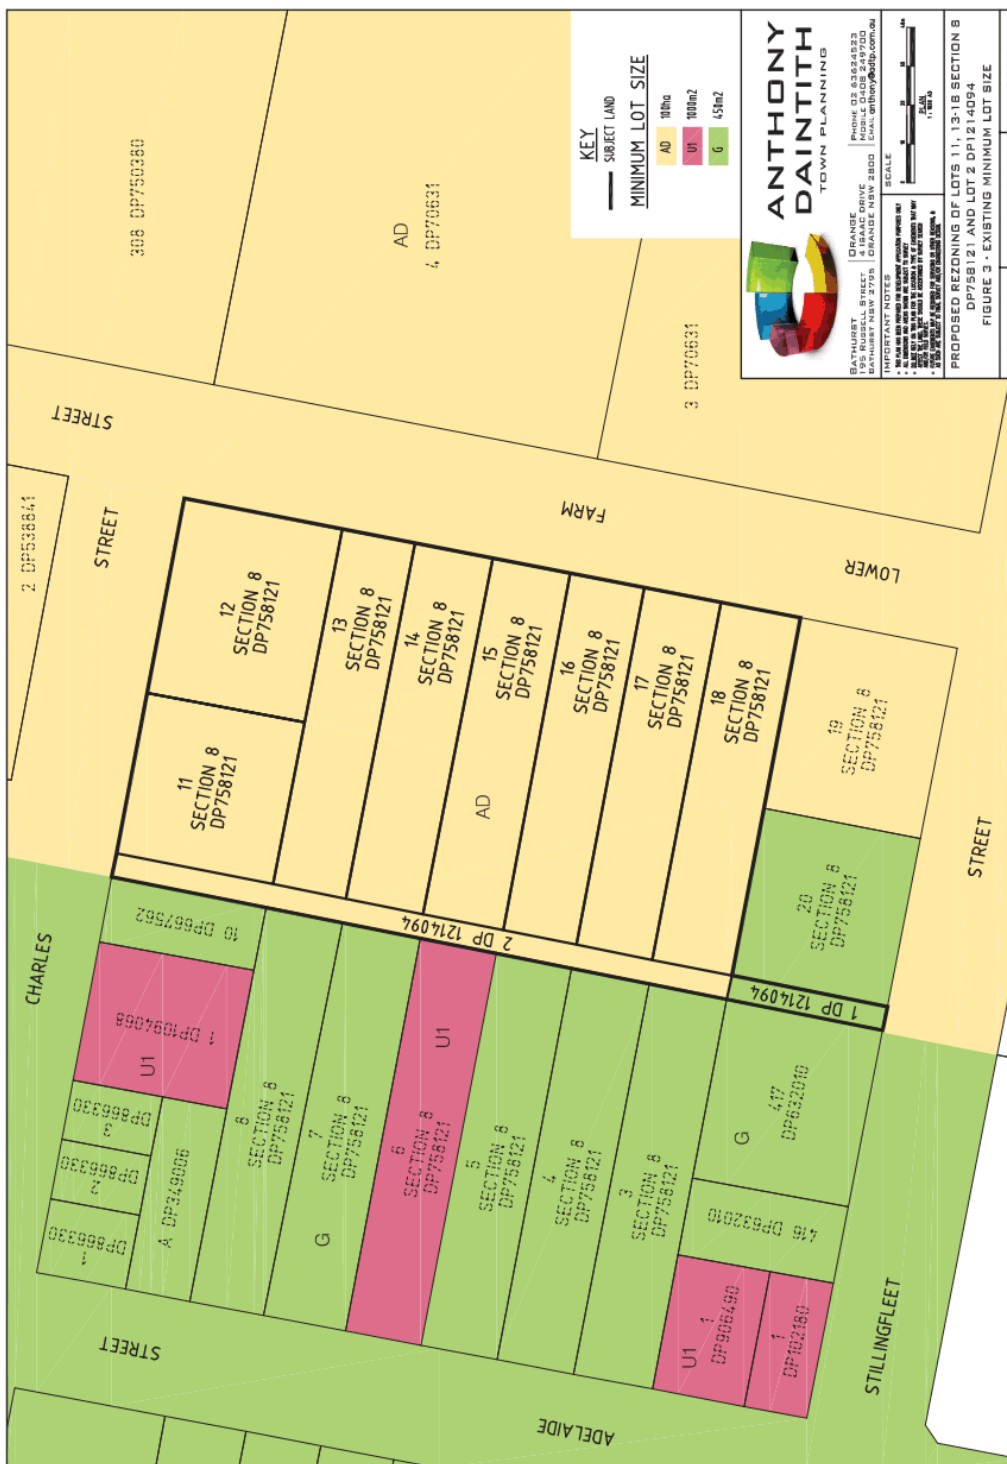 308 DP750380
AD
4 DP70631
3 DP70631
2 DP538841
STREET
STREET
FARM
LOWER
12
SECTION 8
DP758121
11
SECTION 8
DP758121
13
SECTION 8
DP758121
14
SECTION 8
DP758121
15
SECTION 8
DP758121
AD
16
SECTION 8
DP758121
17
SECTION 8
DP758121
18
SECTION 8
DP758121
19
SECTION 8
DP758121
20
SECTION 8
DP758121
STREET
2 DP 1214094
1 DP 1214094
CHARLES
10 DP667562
1 DP1094068
U1
3
DP866330
2
DP866330
1
DP866330
A DP349006
8
SECTION 8
DP758121
7
SECTION 8
DP758121
G
6
SECTION 8
DP758121
U1
5
SECTION 8
DP758121
4
SECTION 8
DP758121
3
SECTION 8
DP758121
417
DP632010
G
416
DP632010
U1
1
DP906490
1
DP102180
STREET
ADELAIDE
STILLINGFLEET
KEY
SUBJECT LAND
MINIMUM LOT SIZE
AD 100ha
U1 1000m2
G 450m2
ANTHONY
DAINTITH
TOWN PLANNING
BATHURST
195 RUSSELL STREET
BATHURST NSW 2795
ORANGE
4 ISAAC DRIVE
ORANGE NSW 2800
PHONE 02 63624523
MOBILE 0408 249700
EMAIL anthony@adtp.com.au
IMPORTANT NOTES
SCALE
PLAN
PROPOSED REZONING OF LOTS 11, 13-18 SECTION 8
DP758121 AND LOT 2 DP1214094
FIGURE 3 - EXISTING MINIMUM LOT SIZE